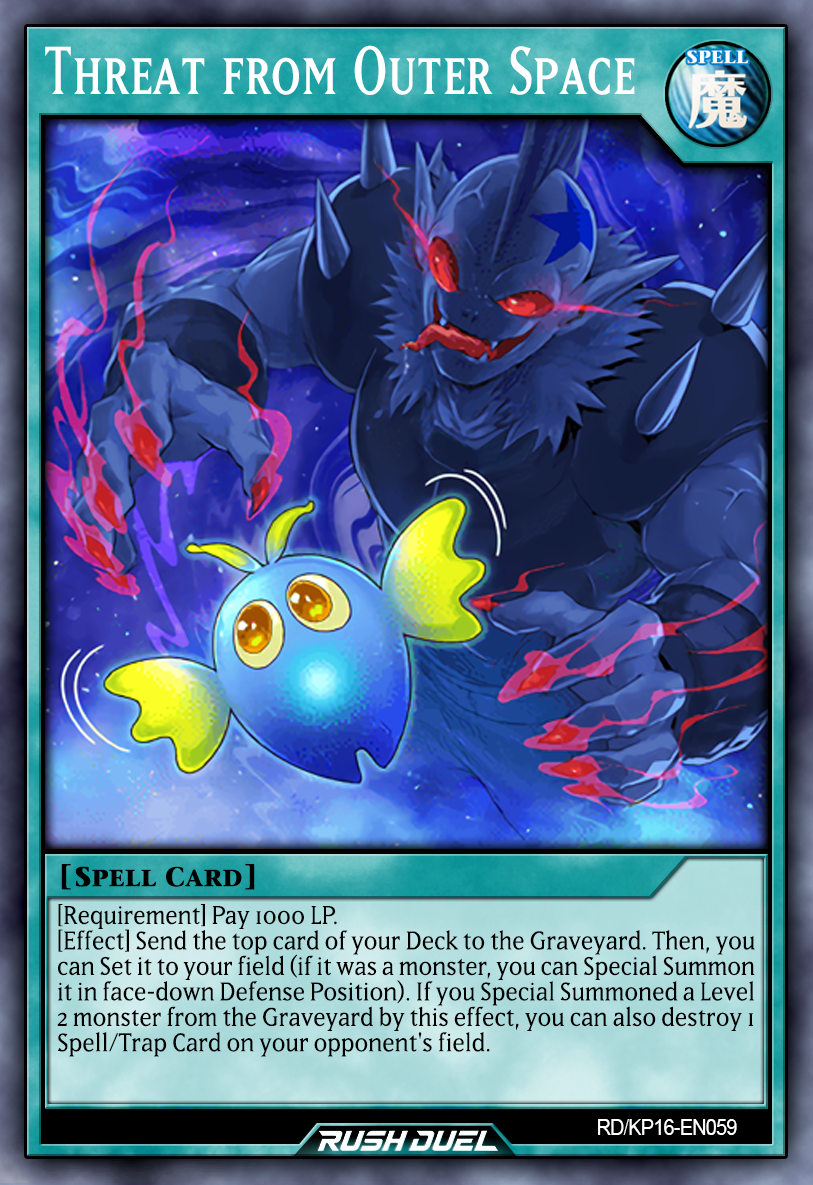 Threat from Outer Space
SPELL
魔
[Spell Card]
[Requirement] Pay 1000 LP.
[Effect] Send the top card of your Deck to the Graveyard. Then, you
can Set it to your field (if it was a monster, you can Special Summon
it in face-down Defense Position). If you Special Summoned a Level
2 monster from the Graveyard by this effect, you can also destroy 1
Spell/Trap Card on your opponent's field.
RD/KP16-EN059
RUSH DUEL